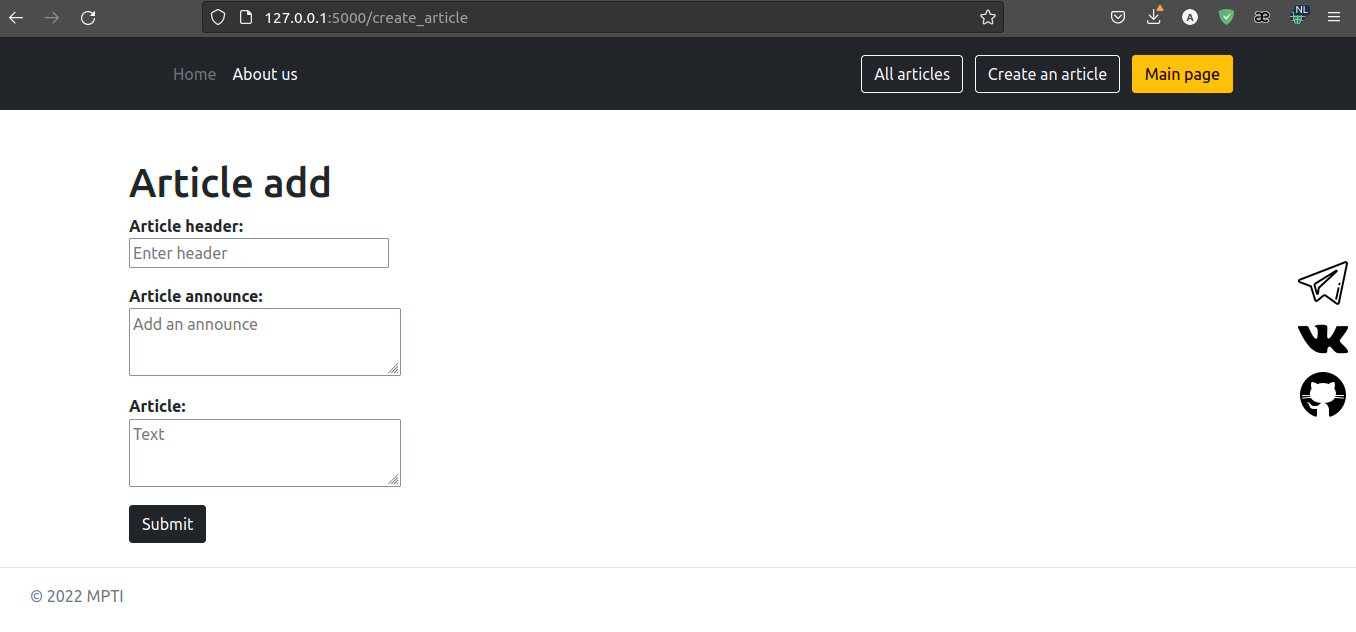 127.0.0.1:5000/create_article
A
æ
NL
Home About us All articles Create an article Main page
Article add
Article header:
Enter header
Article announce:
Add an announce
Article:
Text
Submit
© 2022 MPTI